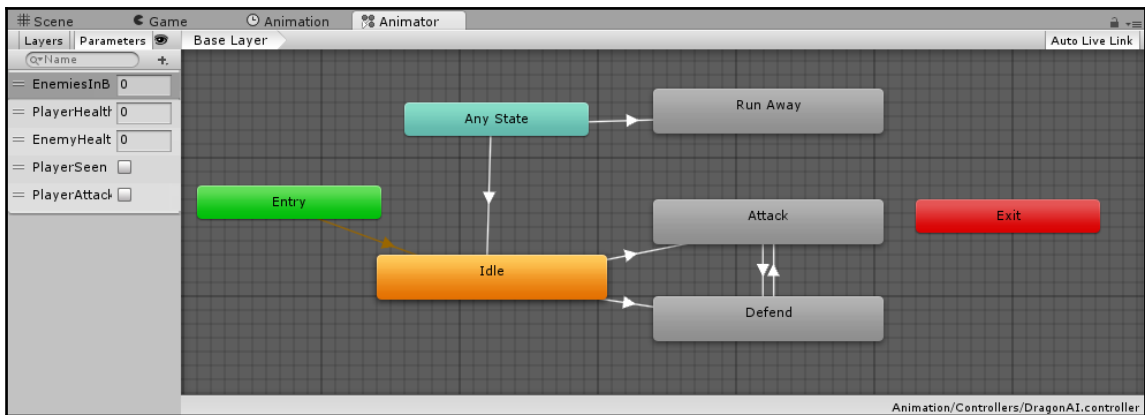 Scene Game Animation Animator
Layers Parameters Base Layer Auto Live Link
Name
EnemiesInB 0
PlayerHealth 0
EnemyHealt 0
PlayerSeen
PlayerAttack
Any State
Run Away
Entry
Attack
Exit
Idle
Defend
Animation/Controllers/DragonAI.controller